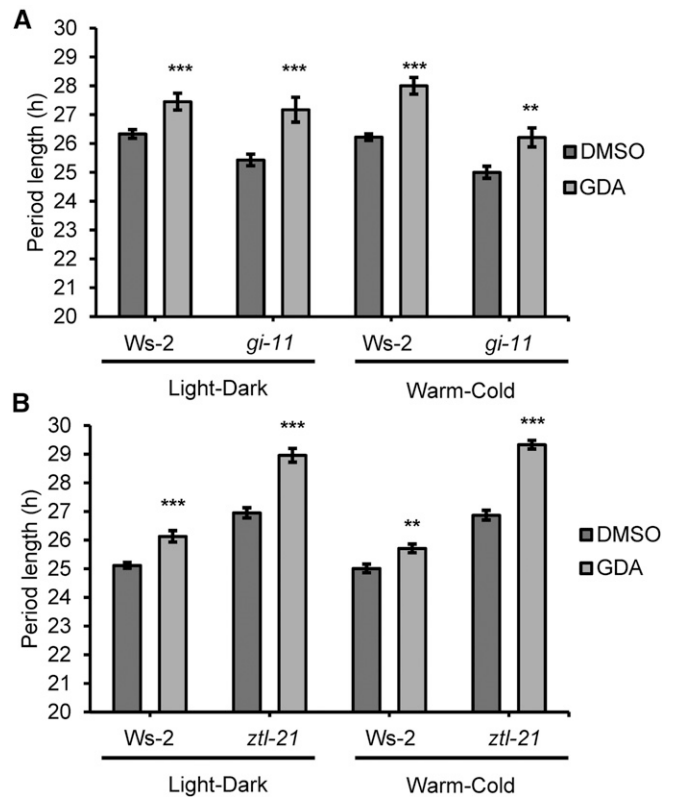 A
Period length (h)
30
29
28
27
26
25
24
23
22
21
20
***
***
***
**
DMSO
GDA
Ws-2 gi-11 Ws-2 gi-11
Light-Dark Warm-Cold
B
Period length (h)
30
29
28
27
26
25
24
23
22
21
20
***
***
**
***
DMSO
GDA
Ws-2 ztl-21 Ws-2 ztl-21
Light-Dark Warm-Cold